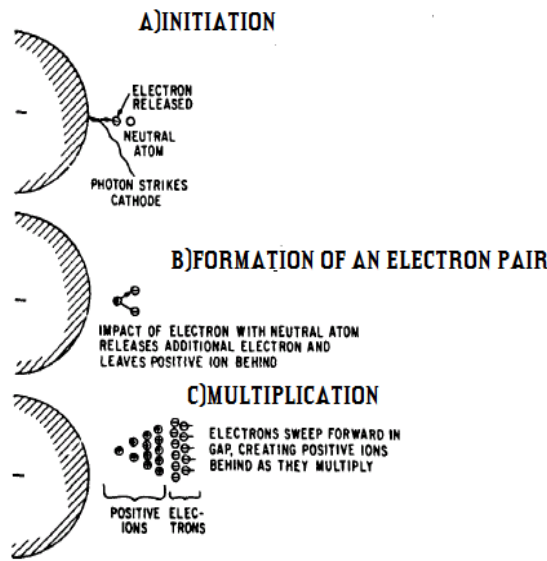 A)INITIATION
ELECTRON
RELEASED
NEUTRAL
ATOM
PHOTON STRIKES
CATHODE
B)FORMATION OF AN ELECTRON PAIR
IMPACT OF ELECTRON WITH NEUTRAL ATOM
RELEASES ADDITIONAL ELECTRON AND
LEAVES POSITIVE ION BEHIND
C)MULTIPLICATION
ELECTRONS SWEEP FORWARD IN
GAP, CREATING POSITIVE IONS
BEHIND AS THEY MULTIPLY
POSITIVE
IONS
ELEC-
TRONS